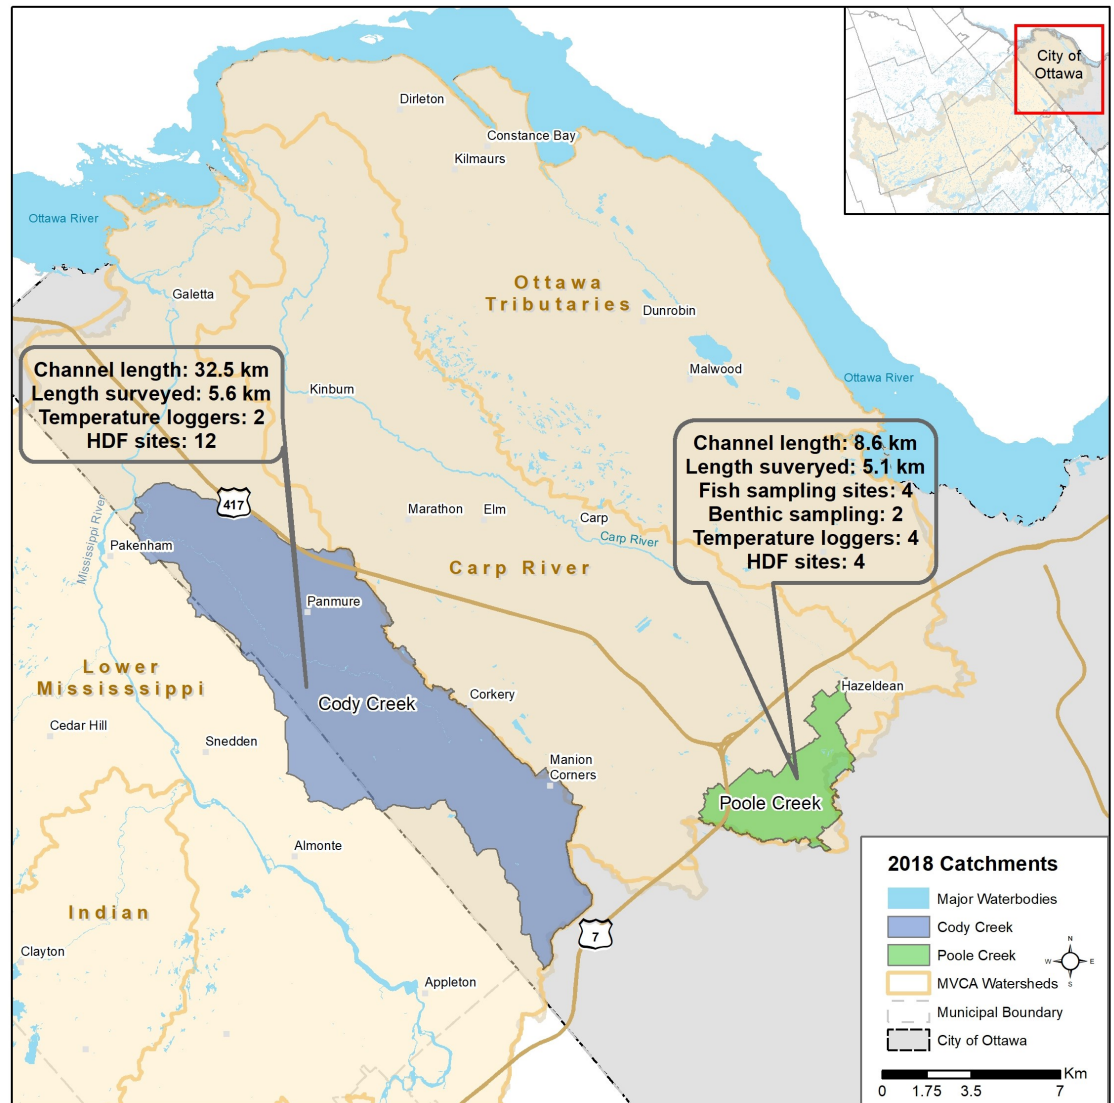 City of
Ottawa
Dirleton
Constance Bay
Kilmaurs
Ottawa River
Ottawa
Tributaries
Galetta
Dunrobin
Malwood
Ottawa River
Channel length: 32.5 km
Length surveyed: 5.6 km
Temperature loggers: 2
HDF sites: 12
Kinburn
Channel length: 8.6 km
Length suveryed: 5.1 km
Fish sampling sites: 4
Benthic sampling: 2
Temperature loggers: 4
HDF sites: 4
417
Marathon
Elm
Carp
Carp River
Mississippi River
Pakenham
Carp River
Panmure
Lower
Mississsippi
Cody Creek
Corkery
Hazeldean
Cedar Hill
Snedden
Manion
Corners
Poole Creek
Almonte
Indian
7
Clayton
Appleton
2018 Catchments
Major Waterbodies
Cody Creek
Poole Creek
MVCA Watersheds
Municipal Boundary
City of Ottawa
N
W
E
S
Km
0 1.75 3.5 7